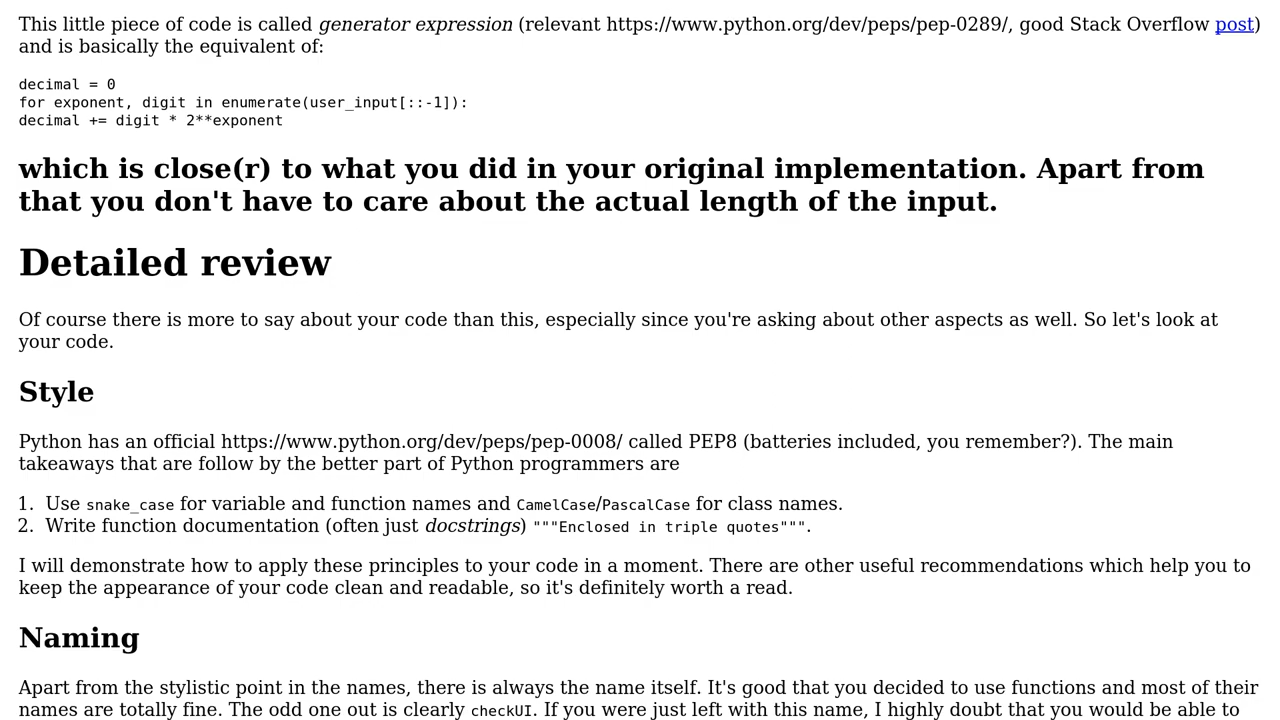 This little piece of code is called generator expression (relevant https://www.python.org/dev/peps/pep-0289/, good Stack Overflow post)
and is basically the equivalent of:
decimal = 0
for exponent, digit in enumerate(user_input[::-1]):
decimal += digit * 2**exponent
which is close(r) to what you did in your original implementation. Apart from
that you don't have to care about the actual length of the input.
Detailed review
Of course there is more to say about your code than this, especially since you're asking about other aspects as well. So let's look at
your code.
Style
Python has an official https://www.python.org/dev/peps/pep-0008/ called PEP8 (batteries included, you remember?). The main
takeaways that are follow by the better part of Python programmers are
1. Use snake_case for variable and function names and CamelCase/PascalCase for class names.
2. Write function documentation (often just docstrings) """Enclosed in triple quotes""".
I will demonstrate how to apply these principles to your code in a moment. There are other useful recommendations which help you to
keep the appearance of your code clean and readable, so it's definitely worth a read.
Naming
Apart from the stylistic point in the names, there is always the name itself. It's good that you decided to use functions and most of their
names are totally fine. The odd one out is clearly checkUI. If you were just left with this name, I highly doubt that you would be able to